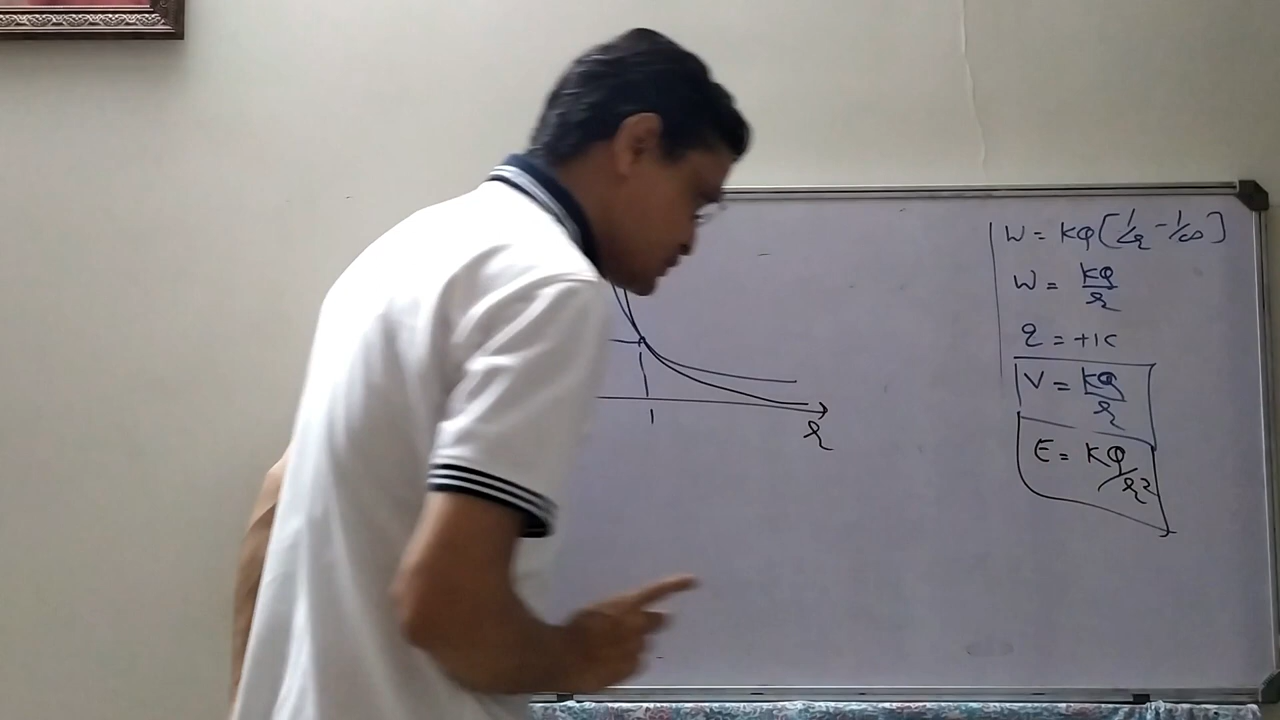 W = KQ[1/r - 1/∞]
W = KQ/r
q = +1C
V = KQ/r
E = KQ/r²
1
r